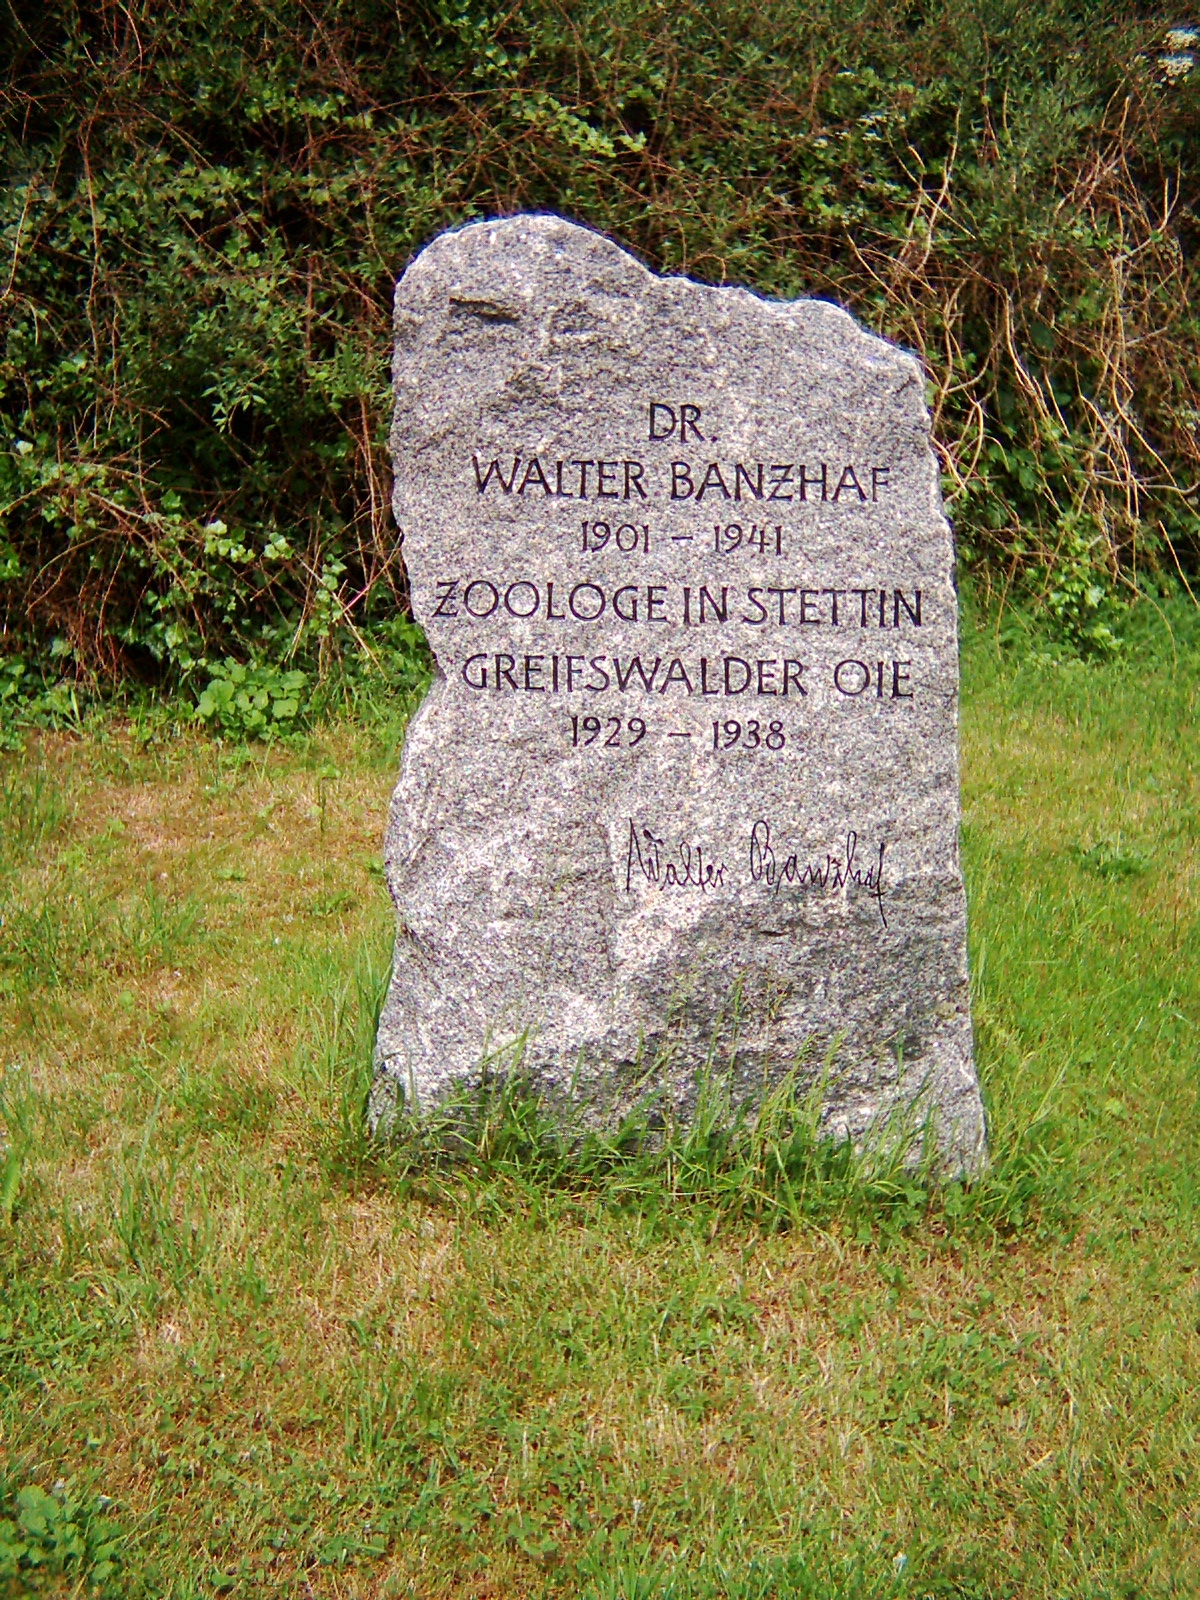 DR.
WALTER BANZHAF
1901 – 1941
ZOOLOGE IN STETTIN
GREIFSWALDER OIE
1929 – 1938
Walter Banzhaf